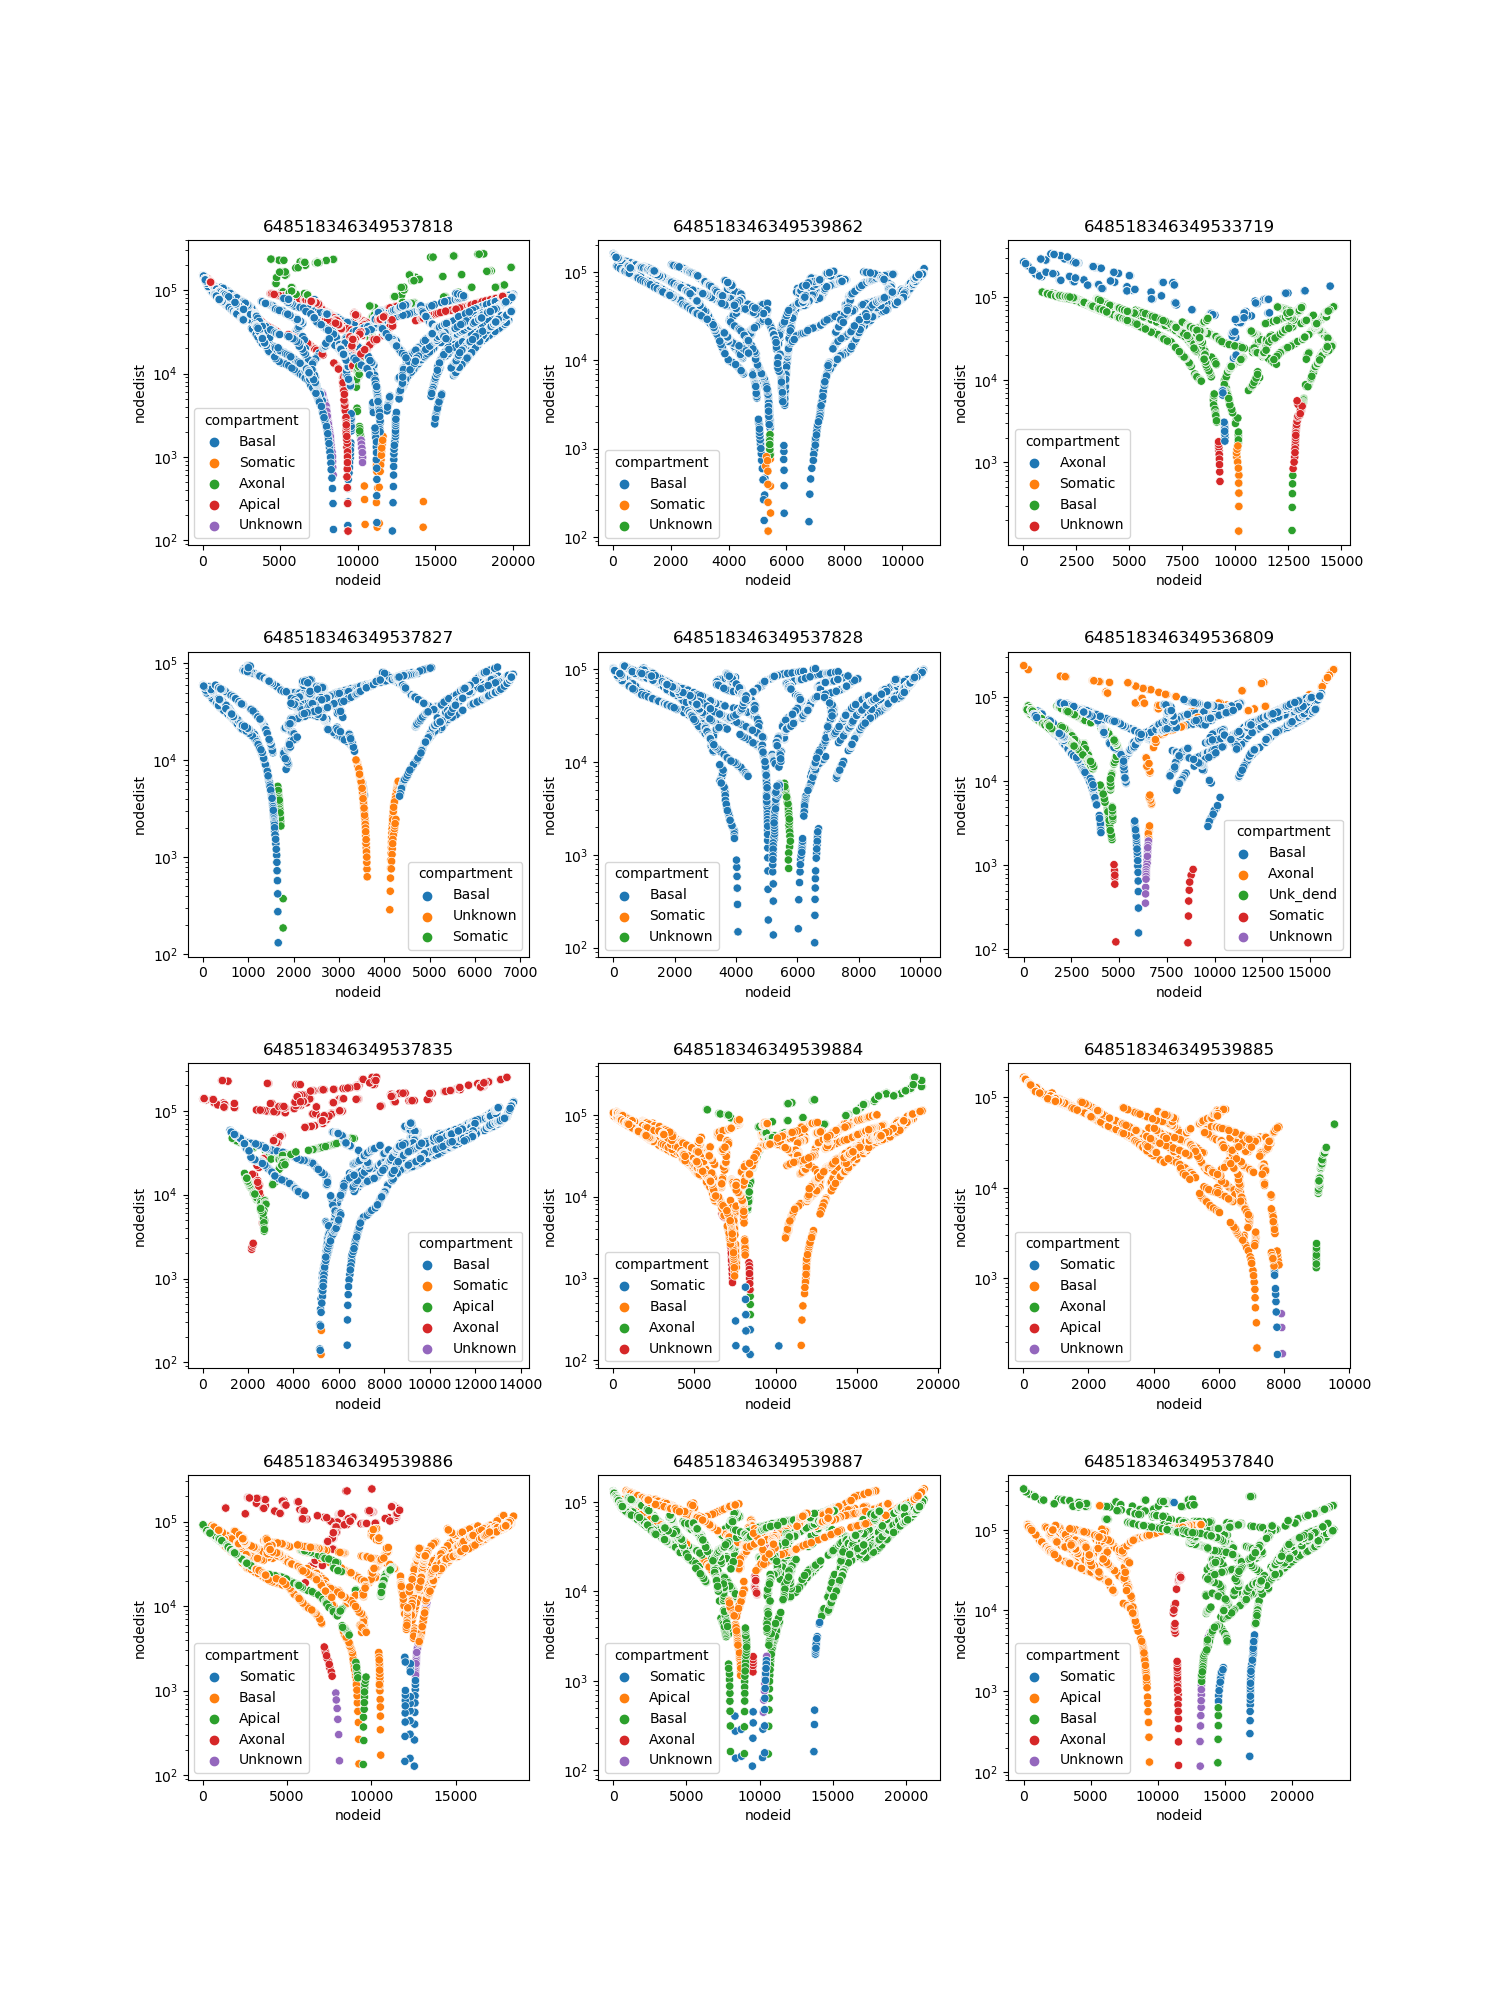 648518346349537818
648518346349539862
648518346349533719
nodedist
10^5
10^4
10^3
10^2
compartment
Basal
Somatic
Axonal
Apical
Unknown
0 5000 10000 15000 20000
nodeid
nodedist
10^5
10^4
10^3
10^2
compartment
Basal
Somatic
Unknown
0 2000 4000 6000 8000 10000
nodeid
nodedist
10^5
10^4
10^3
compartment
Axonal
Somatic
Basal
Unknown
0 2500 5000 7500 10000 12500 15000
nodeid
648518346349537827
648518346349537828
648518346349536809
nodedist
10^5
10^4
10^3
10^2
compartment
Basal
Unknown
Somatic
0 1000 2000 3000 4000 5000 6000 7000
nodeid
nodedist
10^5
10^4
10^3
10^2
compartment
Basal
Somatic
Unknown
0 2000 4000 6000 8000 10000
nodeid
nodedist
10^5
10^4
10^3
10^2
compartment
Basal
Axonal
Unk_dend
Somatic
Unknown
0 2500 5000 7500 10000 12500 15000
nodeid
648518346349537835
648518346349539884
648518346349539885
nodedist
10^5
10^4
10^3
10^2
compartment
Basal
Somatic
Apical
Axonal
Unknown
0 2000 4000 6000 8000 10000 12000 14000
nodeid
nodedist
10^5
10^4
10^3
10^2
compartment
Somatic
Basal
Axonal
Unknown
0 5000 10000 15000 20000
nodeid
nodedist
10^5
10^4
10^3
compartment
Somatic
Basal
Axonal
Apical
Unknown
0 2000 4000 6000 8000 10000
nodeid
648518346349539886
648518346349539887
648518346349537840
nodedist
10^5
10^4
10^3
10^2
compartment
Somatic
Basal
Apical
Axonal
Unknown
0 5000 10000 15000
nodeid
nodedist
10^5
10^4
10^3
10^2
compartment
Somatic
Apical
Basal
Axonal
Unknown
0 5000 10000 15000 20000
nodeid
nodedist
10^5
10^4
10^3
10^2
compartment
Somatic
Apical
Basal
Axonal
Unknown
0 5000 10000 15000 20000
nodeid